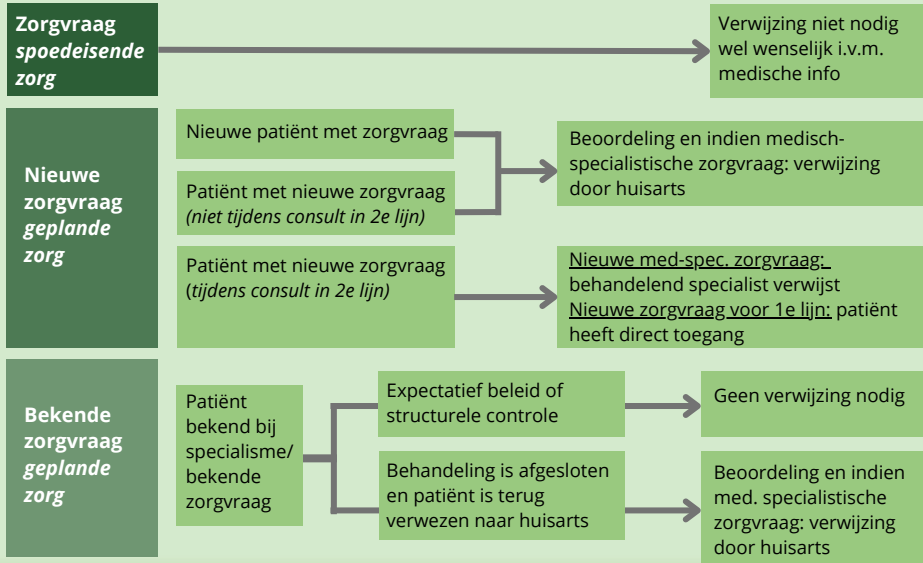 Zorgvraag
spoedeisende
zorg
Verwijzing niet nodig
wel wenselijk i.v.m.
medische info
Nieuwe
zorgvraag
geplande
zorg
Nieuwe patiënt met zorgvraag
Patiënt met nieuwe zorgvraag
(niet tijdens consult in 2e lijn)
Beoordeling en indien medisch-
specialistische zorgvraag: verwijzing
door huisarts
Patiënt met nieuwe zorgvraag
(tijdens consult in 2e lijn)
Nieuwe med-spec. zorgvraag:
behandelend specialist verwijst
Nieuwe zorgvraag voor 1e lijn: patiënt
heeft direct toegang
Bekende
zorgvraag
geplande
zorg
Patiënt
bekend bij
specialisme/
bekende
zorgvraag
Expectatief beleid of
structurele controle
Geen verwijzing nodig
Behandeling is afgesloten
en patiënt is terug
verwezen naar huisarts
Beoordeling en indien
med. specialistische
zorgvraag: verwijzing
door huisarts